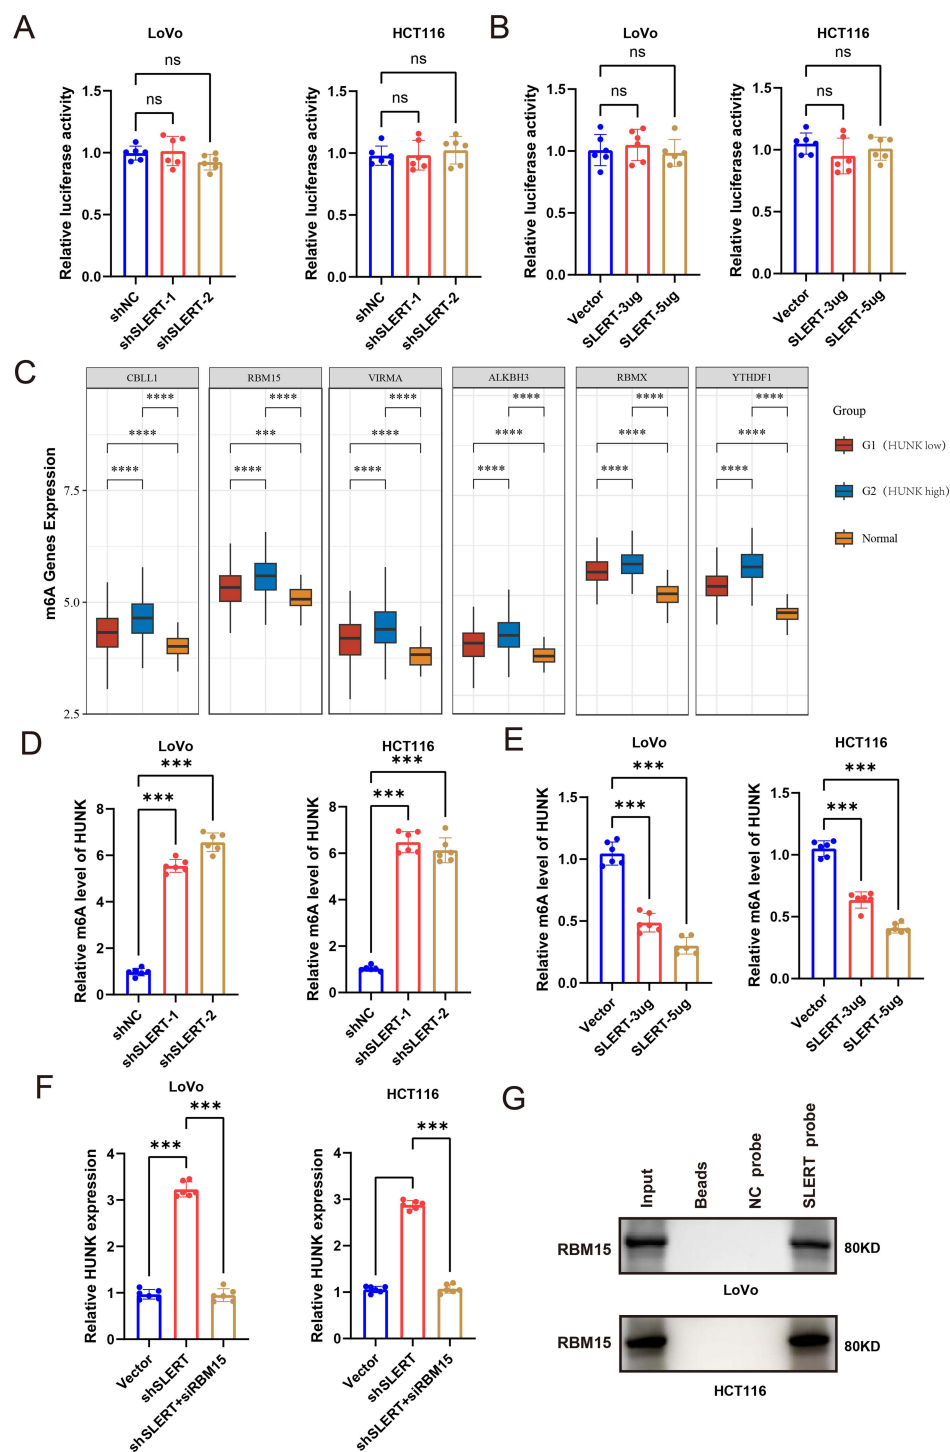 A
LoVo
ns
ns
Relative luciferase activity
1.5
1.0
0.5
0.0
shNC
shSLERT-1
shSLERT-2
HCT116
ns
ns
Relative luciferase activity
1.5
1.0
0.5
0.0
shNC
shSLERT-1
shSLERT-2
B
LoVo
ns
ns
Relative luciferase activity
1.5
1.0
0.5
0.0
Vector
SLERT-3ug
SLERT-5ug
HCT116
ns
ns
Relative luciferase activity
1.5
1.0
0.5
0.0
Vector
SLERT-3ug
SLERT-5ug
C
CBLL1
RBM15
VIRMA
ALKBH3
RBMX
YTHDF1
**** **** **** **** **** ****
**** *** **** **** **** ****
**** **** **** **** **** ****
m6A Genes Expression
7.5
5.0
2.5
Group
G1 (HUNK low)
G2 (HUNK high)
Normal
D
LoVo
***
***
Relative m6A level of HUNK
8
6
4
2
0
shNC
shSLERT-1
shSLERT-2
HCT116
***
***
Relative m6A level of HUNK
8
6
4
2
0
shNC
shSLERT-1
shSLERT-2
E
LoVo
***
***
Relative m6A level of HUNK
1.5
1.0
0.5
0.0
Vector
SLERT-3ug
SLERT-5ug
HCT116
***
***
Relative m6A level of HUNK
1.5
1.0
0.5
0.0
Vector
SLERT-3ug
SLERT-5ug
F
LoVo
***
***
Relative HUNK expression
4
3
2
1
0
Vector
shSLERT
shSLERT+siRBM15
HCT116
***
Relative HUNK expression
4
3
2
1
0
Vector
shSLERT
shSLERT+siRBM15
G
Input
Beads
NC probe
SLERT probe
RBM15
80KD
LoVo
RBM15
80KD
HCT116